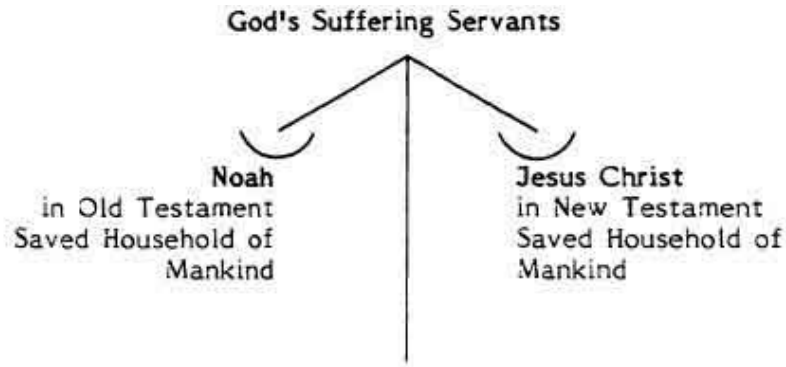 God's Suffering Servants
Noah
in Old Testament
Saved Household of
Mankind
Jesus Christ
in New Testament
Saved Household of
Mankind